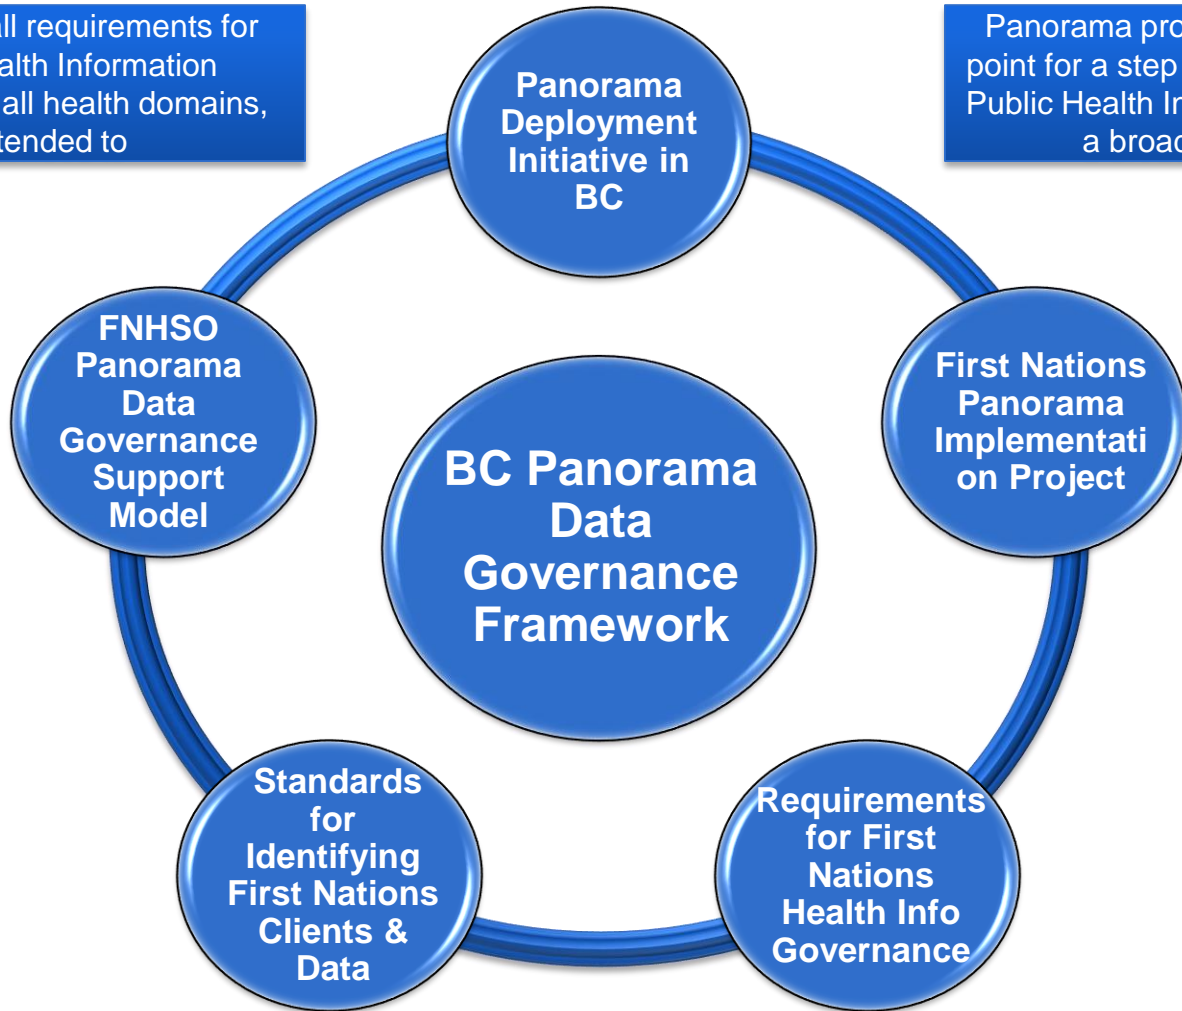 all requirements for
alth Information
all health domains,
tended to
Panorama pro
point for a step
Public Health In
a broad
Panorama
Deployment
Initiative in
BC
FNHSO
Panorama
Data
Governance
Support
Model
First Nations
Panorama
Implementati
on Project
BC Panorama
Data
Governance
Framework
Standards
for
Identifying
First Nations
Clients &
Data
Requirements
for First
Nations
Health Info
Governance